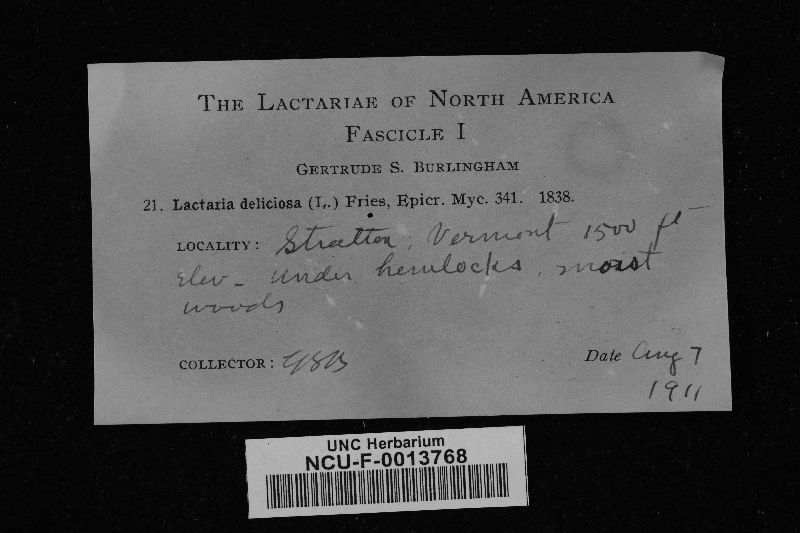 THE LACTARIAE OF NORTH AMERICA
FASCICLE I
GERTRUDE S. BURLINGHAM
21. Lactaria deliciosa (L.) Fries, Epicr. Myc. 341. 1838.
LOCALITY: Stratton, Vermont 1500 ft
elev - under hemlocks, moist
woods
COLLECTOR: GSB
Date Aug 7
1911
UNC Herbarium
NCU-F-0013768